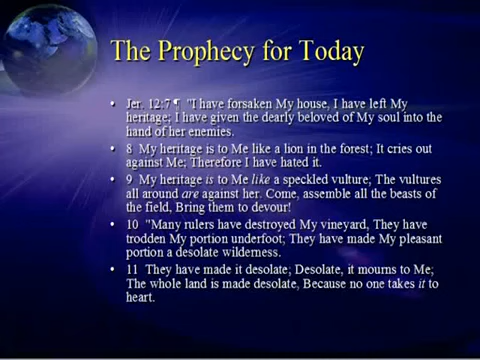 The Prophecy for Today
• Jer. 12:7 ¶ "I have forsaken My house, I have left My
heritage; I have given the dearly beloved of My soul into the
hand of her enemies.
• 8 My heritage is to Me like a lion in the forest; It cries out
against Me; Therefore I have hated it.
• 9 My heritage is to Me like a speckled vulture; The vultures
all around are against her. Come, assemble all the beasts of
the field, Bring them to devour!
• 10 "Many rulers have destroyed My vineyard, They have
trodden My portion underfoot; They have made My pleasant
portion a desolate wilderness.
• 11 They have made it desolate; Desolate, it mourns to Me;
The whole land is made desolate, Because no one takes it to
heart.